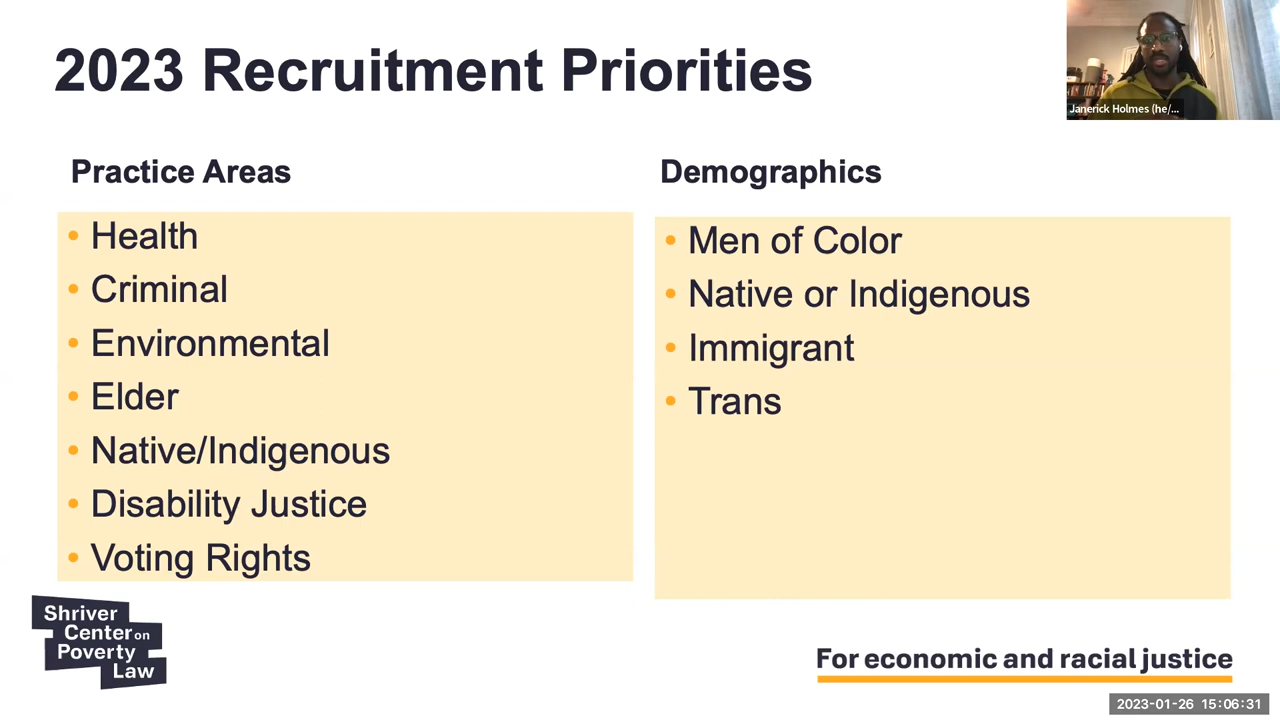 2023 Recruitment Priorities
Janerick Holmes (he/...
Practice Areas
• Health
• Criminal
• Environmental
• Elder
• Native/Indigenous
• Disability Justice
• Voting Rights
Demographics
• Men of Color
• Native or Indigenous
• Immigrant
• Trans
Shriver
Center on
Poverty
Law
For economic and racial justice
2023-01-26 15:06:31